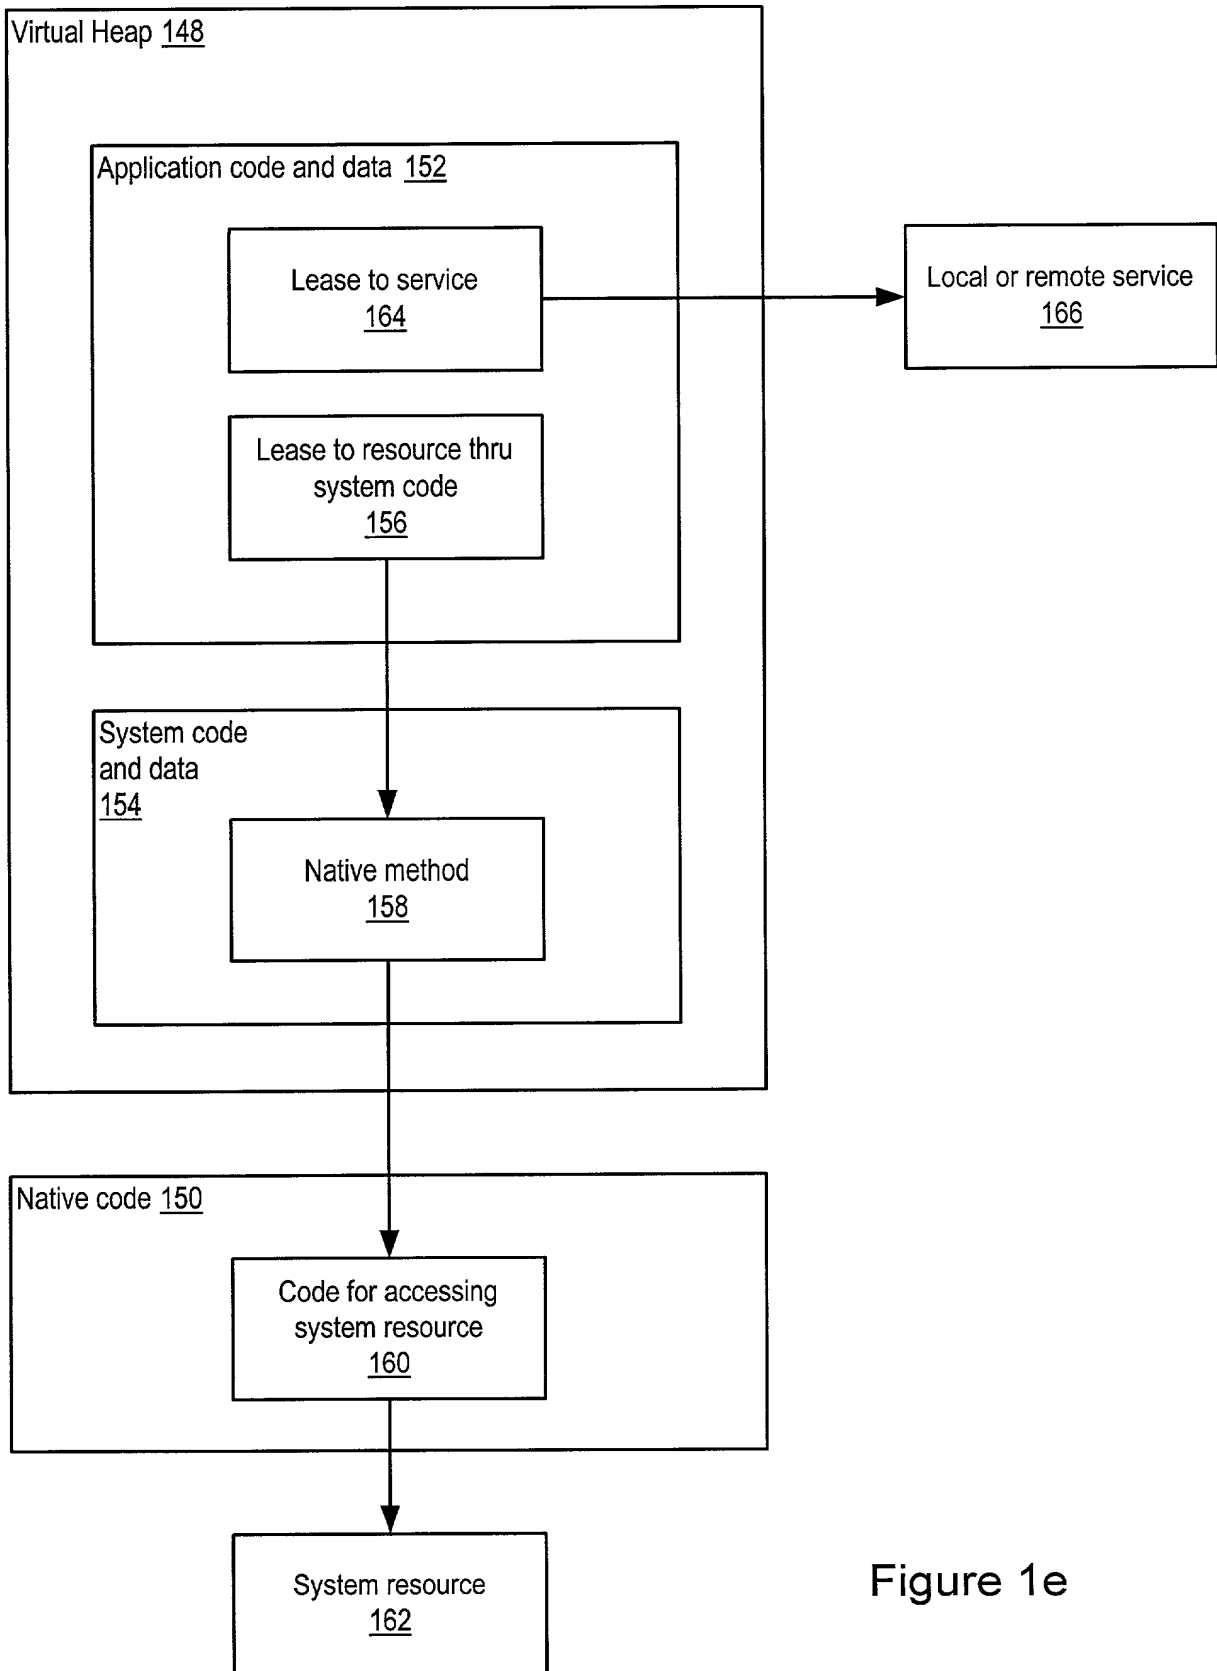 Virtual Heap 148
Application code and data 152
Lease to service
164
Local or remote service
166
Lease to resource thru
system code
156
System code
and data
154
Native method
158
Native code 150
Code for accessing
system resource
160
System resource
162
Figure 1e